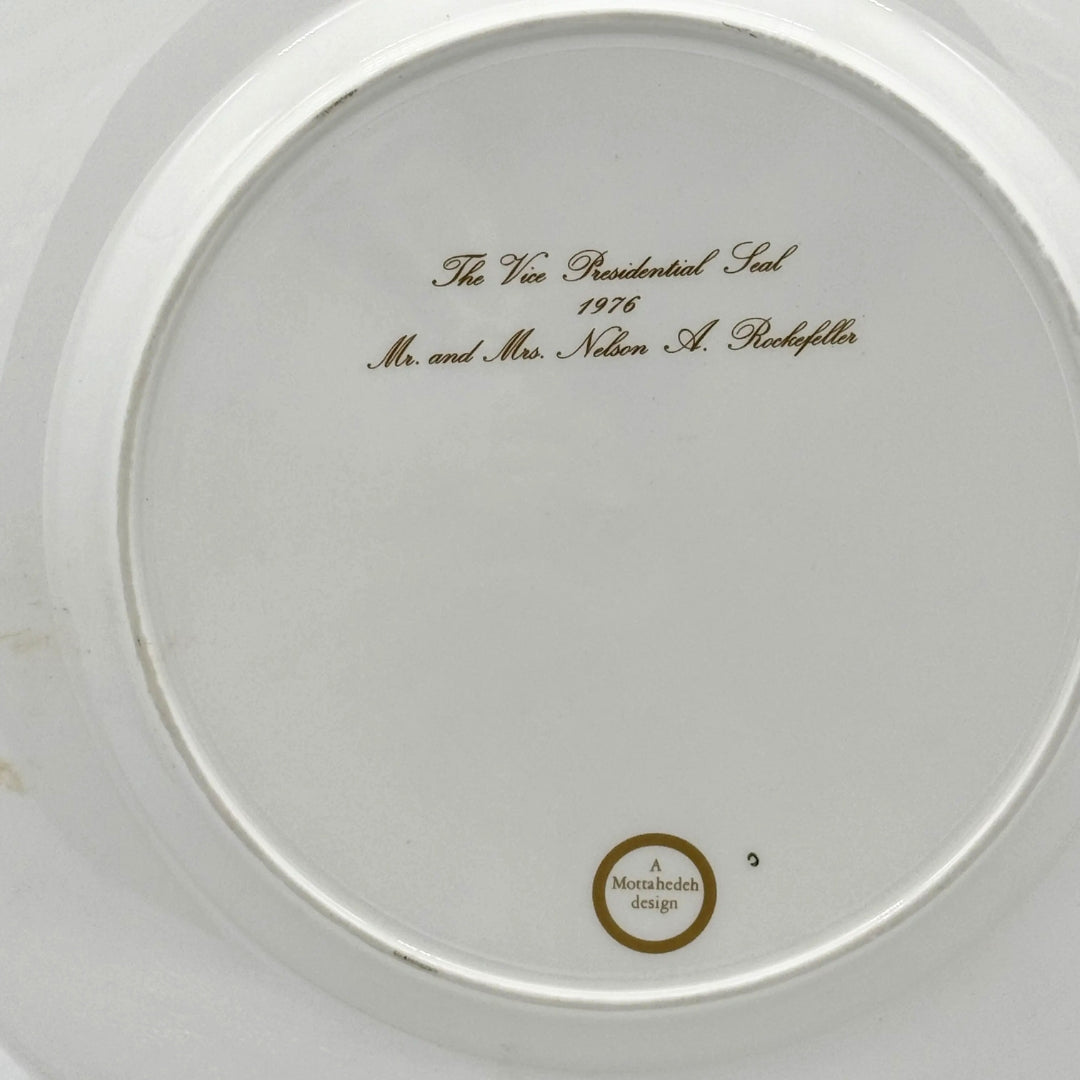 The Vice Presidential Seal
1976
Mr. and Mrs. Nelson A. Rockefeller
A
Mottahedeh
design